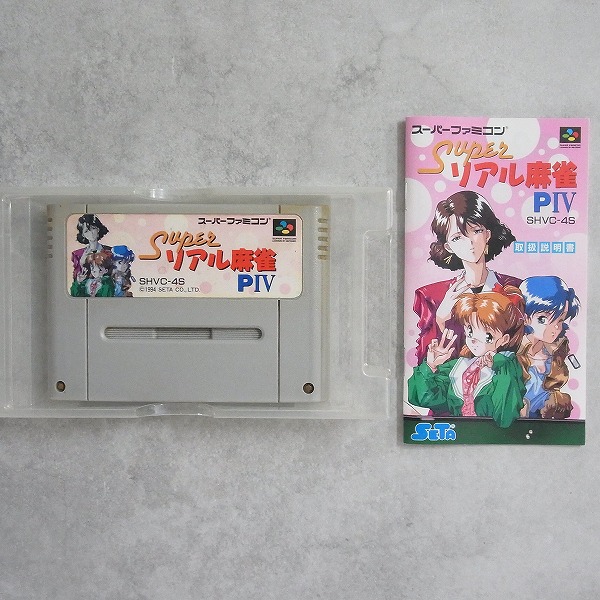 スーパーファミコン
Super
リアル麻雀
PIV
SHVC-4S
©1994 SETA CO., LTD.
スーパーファミコン
Super
リアル麻雀
PIV
SHVC-4S
取扱説明書
SETA